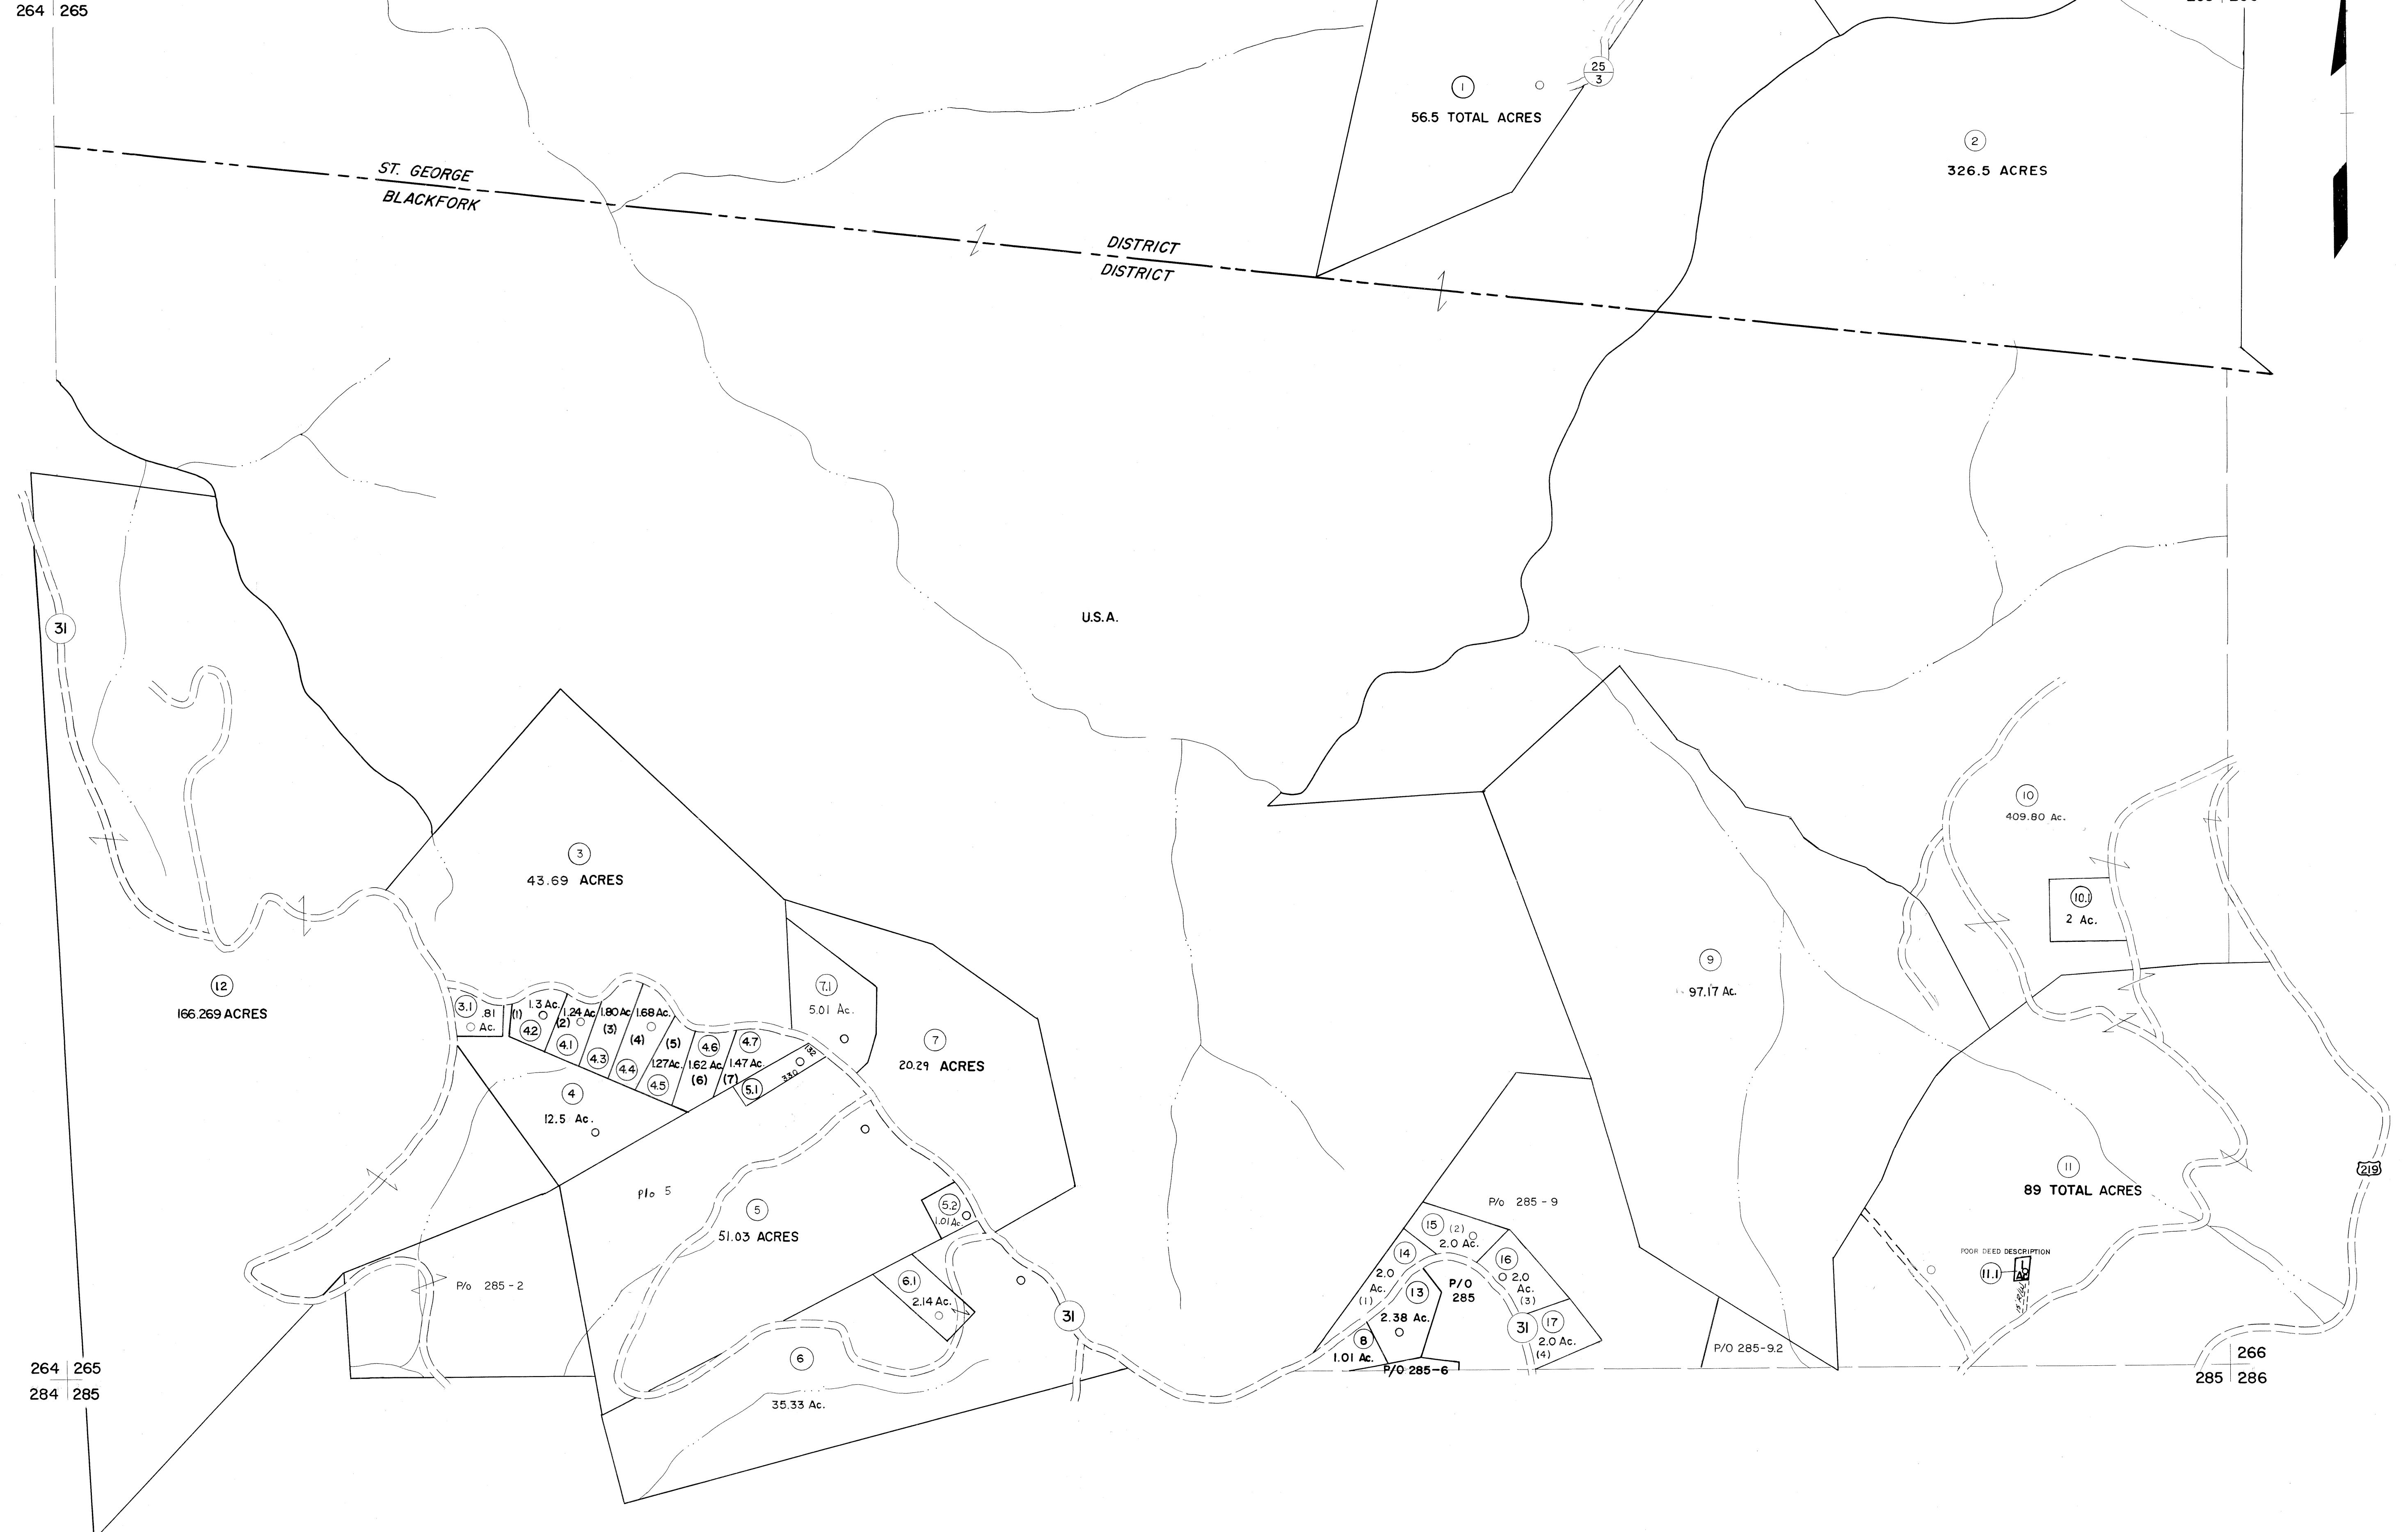 264 265
25
3
1
56.5 TOTAL ACRES
2
326.5 ACRES
ST. GEORGE
BLACKFORK
DISTRICT
DISTRICT
U.S.A.
31
10
409.80 Ac.
3
43.69 ACRES
10.1
2 Ac.
9
97.17 Ac.
12
166.269 ACRES
7.1
5.01 Ac.
3.1
.81
Ac.
1.3 Ac.
(1)
4.2
1.24 Ac.
(2)
4.1
1.80 Ac.
(3)
4.3
1.68 Ac.
(4)
4.4
(5)
1.27 Ac.
4.5
4.6
1.62 Ac.
(6)
4.7
1.47 Ac.
(7)
132
330
5.1
7
20.29 ACRES
4
12.5 Ac.
P/o 5
5
51.03 ACRES
5.2
1.01 Ac.
11
89 TOTAL ACRES
219
P/o 285-9
15 (2)
2.0 Ac.
14
2.0
Ac.
(1)
16
2.0
Ac.
(3)
P/O
285
13
2.38 Ac.
17
2.0 Ac.
(4)
31
8
1.01 Ac.
P/O 285-6
P/O 285-9.2
POOR DEED DESCRIPTION
11.1
1
AC
P/o 285-2
6.1
2.14 Ac.
31
6
35.33 Ac.
264 265
284 285
266
285 286